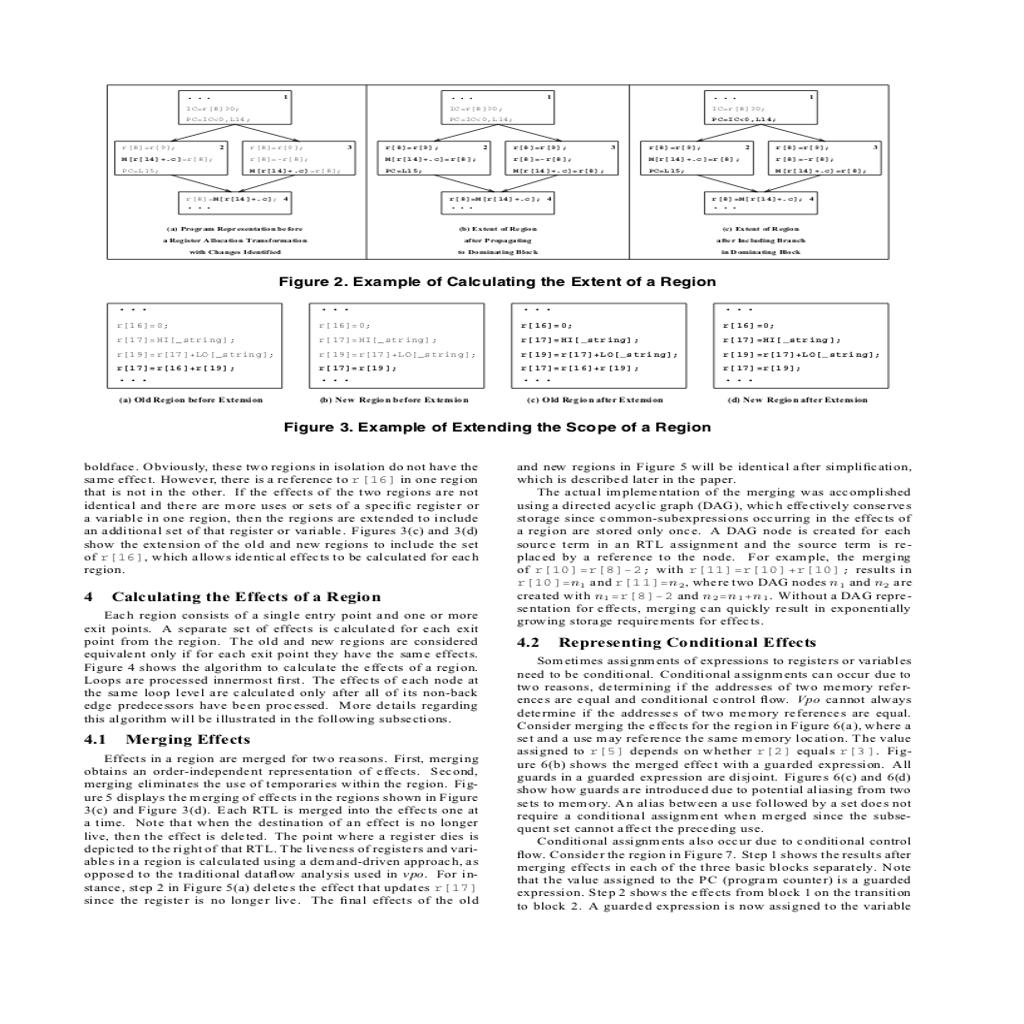 . . . 1
IC=r[8]?0;
PC=IC<0,L14;
r[8]=r[9]; 2
M[r[14]+.c]=r[8];
PC=L15;
r[8]=r[9]; 3
r[8]=-r[8];
M[r[14]+.c]=r[8];
r[8]=M[r[14]+.c]; 4
. . .
(a) Program Representation before
a Register Allocation Transformation
with Changes Identified
. . . 1
IC=r[8]?0;
PC=IC<0,L14;
r[8]=r[9]; 2
M[r[14]+.c]=r[8];
PC=L15;
r[8]=r[9]; 3
r[8]=-r[8];
M[r[14]+.c]=r[8];
r[8]=M[r[14]+.c]; 4
. . .
(b) Extent of Region
after Propagating
to Dominating Block
. . . 1
IC=r[8]?0;
PC=IC<0,L14;
r[8]=r[9]; 2
M[r[14]+.c]=r[8];
PC=L15;
r[8]=r[9]; 3
r[8]=-r[8];
M[r[14]+.c]=r[8];
r[8]=M[r[14]+.c]; 4
. . .
(c) Extent of Region
after Including Branch
in Dominating Block
Figure 2. Example of Calculating the Extent of a Region
. . .
r[16]=0;
r[17]=HI[_string];
r[19]=r[17]+LO[_string];
r[17]=r[16]+r[19];
. . .
(a) Old Region before Extension
. . .
r[16]=0;
r[17]=HI[_string];
r[19]=r[17]+LO[_string];
r[17]=r[19];
. . .
(b) New Region before Extension
. . .
r[16]=0;
r[17]=HI[_string];
r[19]=r[17]+LO[_string];
r[17]=r[16]+r[19];
. . .
(c) Old Region after Extension
. . .
r[16]=0;
r[17]=HI[_string];
r[19]=r[17]+LO[_string];
r[17]=r[19];
. . .
(d) New Region after Extension
Figure 3. Example of Extending the Scope of a Region
boldface. Obviously, these two regions in isolation do not have the
same effect. However, there is a reference to r[16] in one region
that is not in the other. If the effects of the two regions are not
identical and there are more uses or sets of a specific register or
a variable in one region, then the regions are extended to include
an additional set of that register or variable. Figures 3(c) and 3(d)
show the extension of the old and new regions to include the set
of r[16], which allows identical effects to be calculated for each
region.
4 Calculating the Effects of a Region
Each region consists of a single entry point and one or more
exit points. A separate set of effects is calculated for each exit
point from the region. The old and new regions are considered
equivalent only if for each exit point they have the same effects.
Figure 4 shows the algorithm to calculate the effects of a region.
Loops are processed innermost first. The effects of each node at
the same loop level are calculated only after all of its non-back
edge predecessors have been processed. More details regarding
this algorithm will be illustrated in the following subsections.
4.1 Merging Effects
Effects in a region are merged for two reasons. First, merging
obtains an order-independent representation of effects. Second,
merging eliminates the use of temporaries within the region. Fig-
ure 5 displays the merging of effects in the regions shown in Figure
3(c) and Figure 3(d). Each RTL is merged into the effects one at
a time. Note that when the destination of an effect is no longer
live, then the effect is deleted. The point where a register dies is
depicted to the right of that RTL. The liveness of registers and vari-
ables in a region is calculated using a demand-driven approach, as
opposed to the traditional dataflow analysis used in vpo. For in-
stance, step 2 in Figure 5(a) deletes the effect that updates r[17]
since the register is no longer live. The final effects of the old
and new regions in Figure 5 will be identical after simplification,
which is described later in the paper.
The actual implementation of the merging was accomplished
using a directed acyclic graph (DAG), which effectively conserves
storage since common-subexpressions occurring in the effects of
a region are stored only once. A DAG node is created for each
source term in an RTL assignment and the source term is re-
placed by a reference to the node. For example, the merging
of r[10]=r[8]-2; with r[11]=r[10]+r[10]; results in
r[10]=n1 and r[11]=n2, where two DAG nodes n1 and n2 are
created with n1=r[8]-2 and n2=n1+n1. Without a DAG repre-
sentation for effects, merging can quickly result in exponentially
growing storage requirements for effects.
4.2 Representing Conditional Effects
Sometimes assignments of expressions to registers or variables
need to be conditional. Conditional assignments can occur due to
two reasons, determining if the addresses of two memory refer-
ences are equal and conditional control flow. Vpo cannot always
determine if the addresses of two memory references are equal.
Consider merging the effects for the region in Figure 6(a), where a
set and a use may reference the same memory location. The value
assigned to r[5] depends on whether r[2] equals r[3]. Fig-
ure 6(b) shows the merged effect with a guarded expression. All
guards in a guarded expression are disjoint. Figures 6(c) and 6(d)
show how guards are introduced due to potential aliasing from two
sets to memory. An alias between a use followed by a set does not
require a conditional assignment when merged since the subse-
quent set cannot affect the preceding use.
Conditional assignments also occur due to conditional control
flow. Consider the region in Figure 7. Step 1 shows the results after
merging effects in each of the three basic blocks separately. Note
that the value assigned to the PC (program counter) is a guarded
expression. Step 2 shows the effects from block 1 on the transition
to block 2. A guarded expression is now assigned to the variable